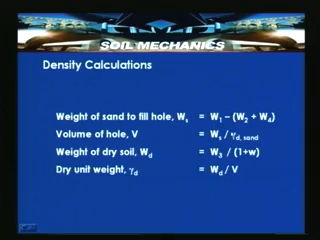 SOIL MECHANICS
Density Calculations
Weight of sand to fill hole, Wₛ = W₁ – (W₂ + W₄)
Volume of hole, V = Wₛ / γd, sand
Weight of dry soil, Wd = W₃ / (1+w)
Dry unit weight, γd = Wd / V